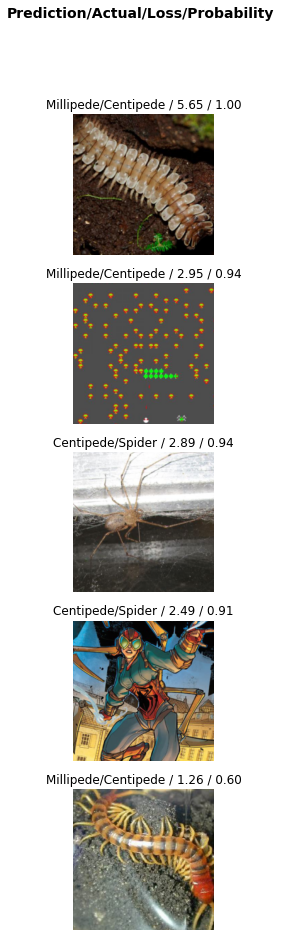 Prediction/Actual/Loss/Probability
Millipede/Centipede / 5.65 / 1.00
Millipede/Centipede / 2.95 / 0.94
Centipede/Spider / 2.89 / 0.94
Centipede/Spider / 2.49 / 0.91
Millipede/Centipede / 1.26 / 0.60